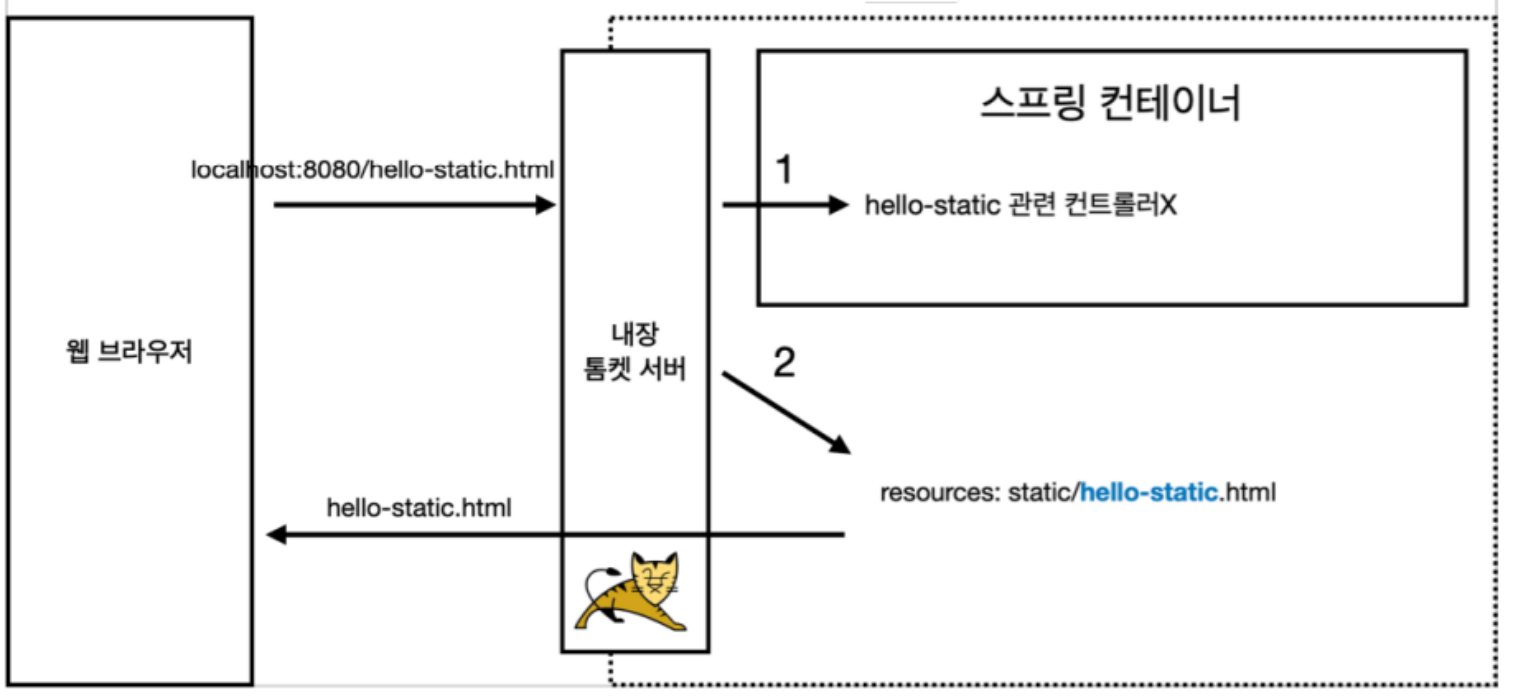 스프링 컨테이너
localhost:8080/hello-static.html
1
hello-static 관련 컨트롤러X
웹 브라우저
내장
톰켓 서버
2
resources: static/hello-static.html
hello-static.html